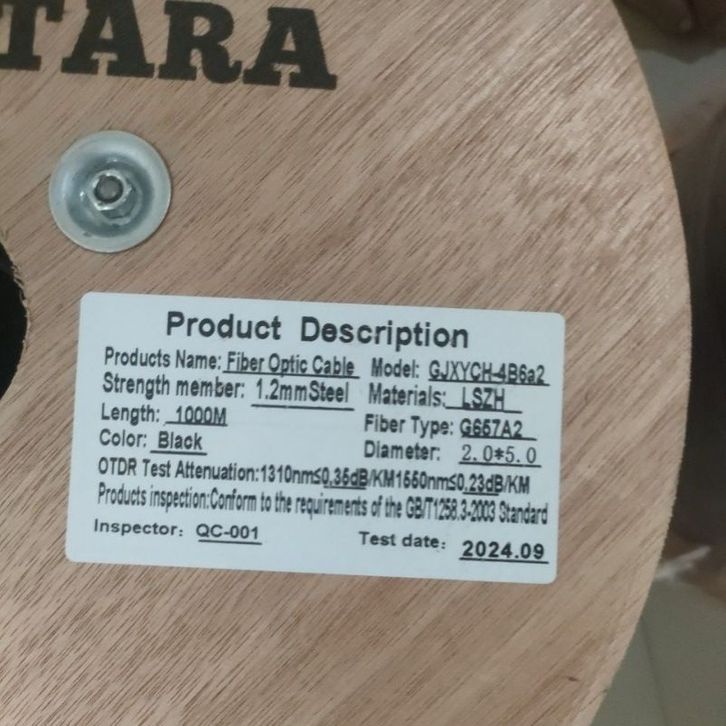 TARA
Product Description
Products Name: Fiber Optic Cable Model: GJXYCH-4B6a2
Strength member: 1.2mmSteel Materials: LSZH
Length: 1000M Fiber Type: G657A2
Color: Black Diameter: 2.0*5.0
OTDR Test Attenuation:1310nm≤0.35dB/KM1550nm≤0.23dB/KM
Products inspection:Conform to the requirements of the GB/T1258.3-2003 Standard
Inspector: QC-001 Test date: 2024.09